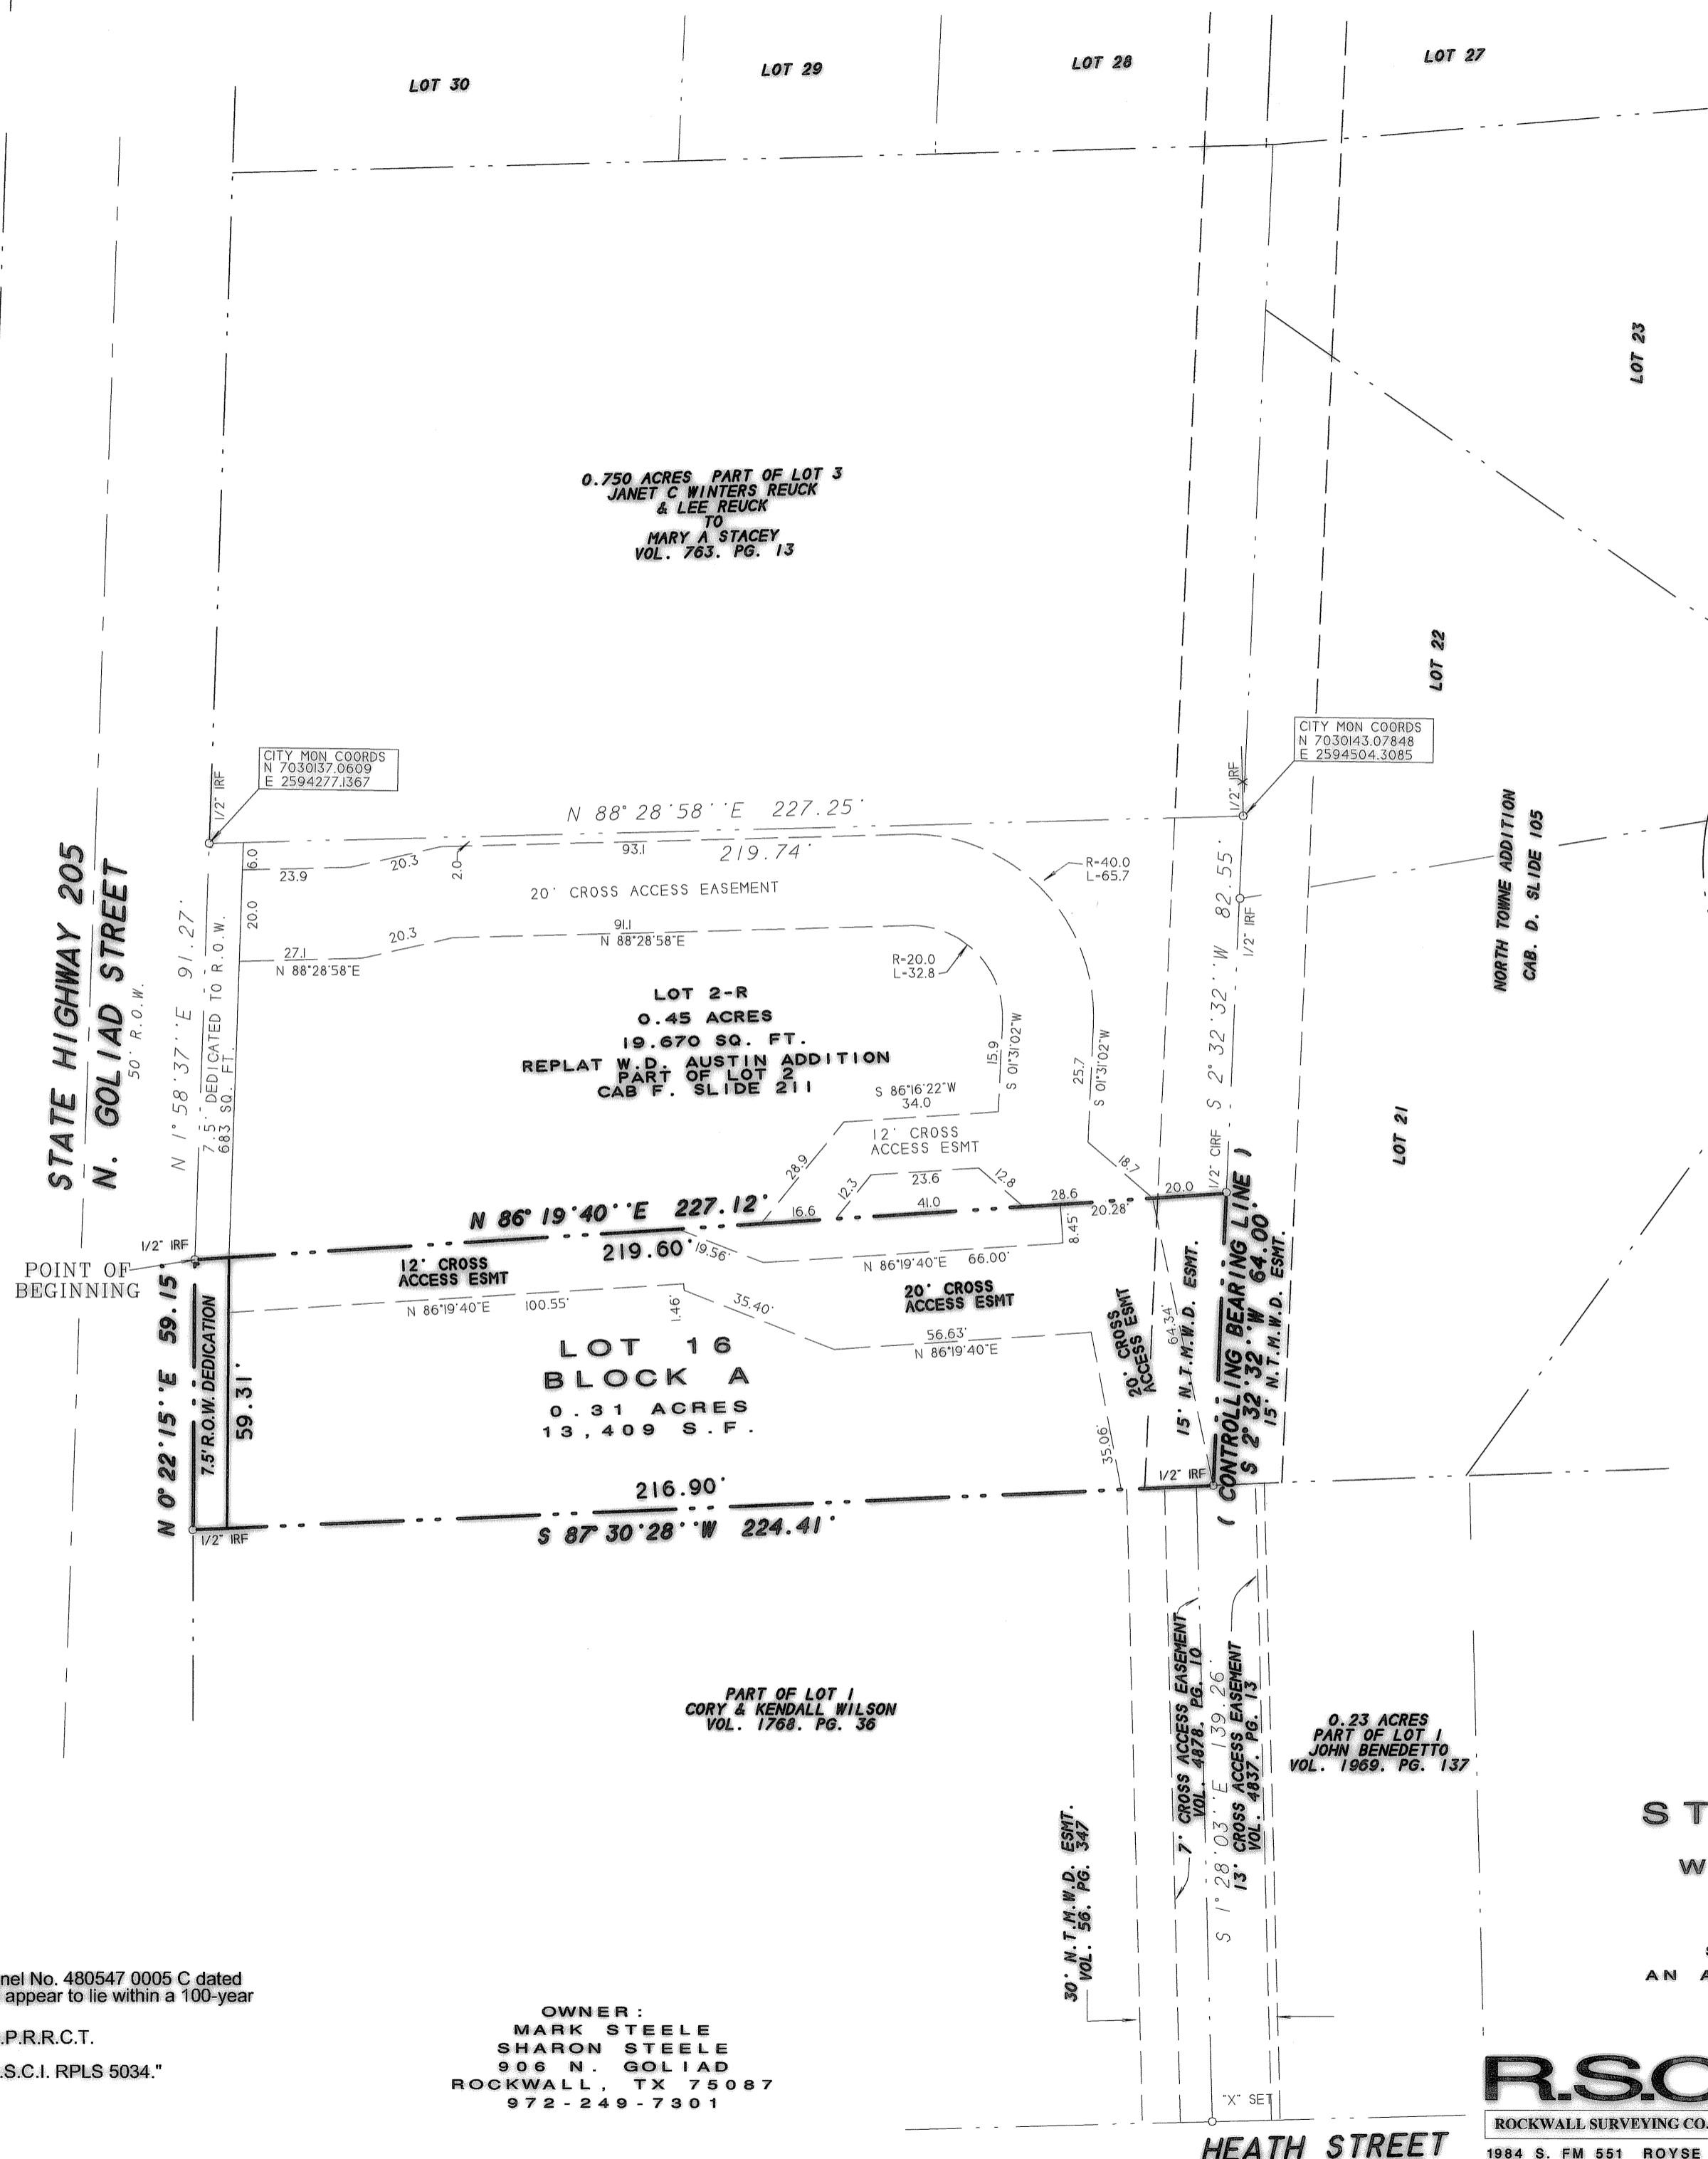 LOT 30
LOT 29
LOT 28
LOT 27
LOT 23
0.750 ACRES PART OF LOT 3
JANET C WINTERS REUCK
& LEE REUCK
TO
MARY A STACEY
VOL. 763. PG. 13
LOT 22
CITY MON COORDS
N 7030137.0609
E 2594277.1367
1/2" IRF
CITY MON COORDS
N 7030143.07848
E 2594504.3085
1/2" IRF
N 88° 28'58''E 227.25'
219.74'
93.1
6.0
23.9
20.3
2.0
20' CROSS ACCESS EASEMENT
R-40.0
L-65.7
20.0
27.1
N 88°28'58"E
20.3
91.1
N 88°28'58"E
R-20.0
L-32.8
S 2°32'32''W 82.55'
1/2" IRF
NORTH TOWNE ADDITION
CAB. D. SLIDE 105
STATE HIGHWAY 205
N. GOLIAD STREET
50' R.O.W.
N 1°58'37''E 91.27'
7.5' DEDICATED TO R.O.W.
683 SQ. FT.
LOT 2-R
0.45 ACRES
19.670 SQ. FT.
REPLAT W.D. AUSTIN ADDITION
PART OF LOT 2
CAB F. SLIDE 211
15.9
S 01°31'02"W
25.7
S 01°31'02"W
S 86°16'22"W
34.0
12' CROSS
ACCESS ESMT
28.9
12.3
23.6
12.8
18.7
LOT 21
1/2" CIRF
N 86°19'40''E 227.12'
16.6
41.0
28.6
20.28'
20.0
1/2" IRF
POINT OF
BEGINNING
219.60'
19.56'
8.45'
N 86°19'40"E 66.00'
12' CROSS
ACCESS ESMT
20' CROSS
ACCESS ESMT
N 86°19'40"E 100.55'
1.46'
35.40'
56.63'
N 86°19'40"E
20' CROSS
ACCESS ESMT
64.34'
15' N.T.M.W.D. ESMT.
( CONTROLLING BEARING LINE )
S 2°32'32''W 64.00'
15' N.T.M.W.D. ESMT.
N 0°22'15''E 59.15'
7.5' R.O.W. DEDICATION
59.31'
LOT 16
BLOCK A
0.31 ACRES
13,409 S.F.
35.06'
1/2" IRF
216.90'
S 87°30'28''W 224.41'
1/2" IRF
PART OF LOT 1
CORY & KENDALL WILSON
VOL. 1768. PG. 36
7' CROSS ACCESS EASEMENT
VOL. 4878. PG. 10
S 1°28'03''E 139.26'
13' CROSS ACCESS EASEMENT
VOL. 4837. PG. 13
0.23 ACRES
PART OF LOT 1
JOHN BENEDETTO
VOL. 1969. PG. 137
30' N.T.M.W.D. ESMT.
VOL. 56. PG. 347
ST
W
AN A
nel No. 480547 0005 C dated
appear to lie within a 100-year
.P.R.R.C.T.
.S.C.I. RPLS 5034."
OWNER:
MARK STEELE
SHARON STEELE
906 N. GOLIAD
ROCKWALL, TX 75087
972-249-7301
"X" SET
HEATH STREET
R.S.C
ROCKWALL SURVEYING CO.
1984 S. FM 551 ROYSE